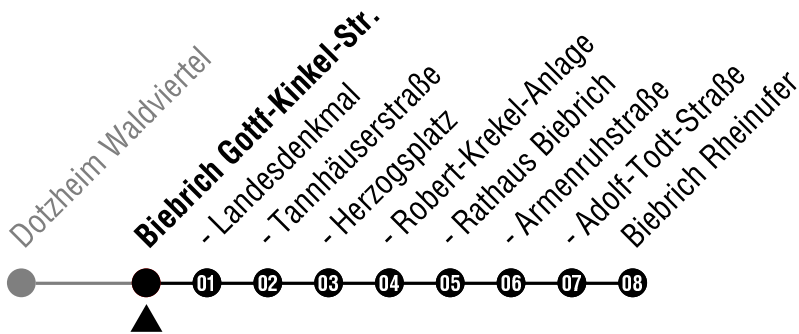 Dotzheim Waldviertel
Biebrich Gottf-Kinkel-Str.
- Landesdenkmal
- Tannhäuserstraße
- Herzogsplatz
- Robert-Krekel-Anlage
- Rathaus Biebrich
- Armenruhstraße
- Adolf-Todt-Straße
Biebrich Rheinufer
01 02 03 04 05 06 07 08